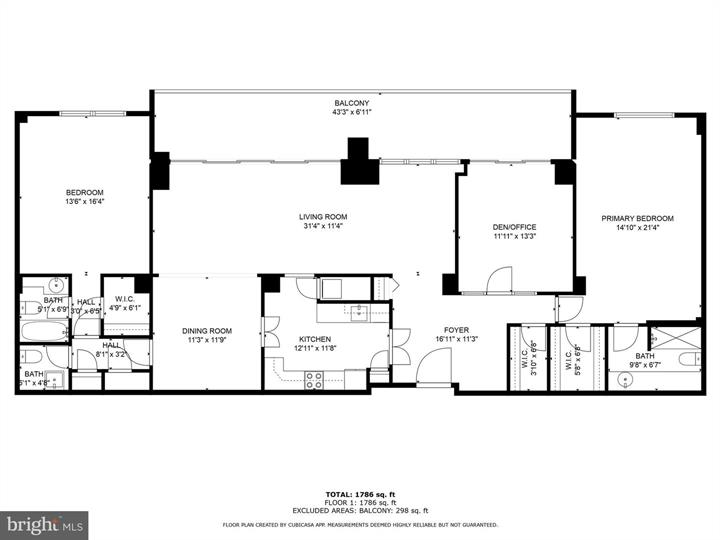 BALCONY
43'3" x 6'11"
BEDROOM
13'6" x 16'4"
LIVING ROOM
31'4" x 11'4"
DEN/OFFICE
11'11" x 13'3"
PRIMARY BEDROOM
14'10" x 21'4"
BATH
5'1" x 6'9"
HALL
3'0" x 6'5"
W.I.C.
4'9" x 6'1"
DINING ROOM
11'3" x 11'9"
KITCHEN
12'11" x 11'8"
FOYER
16'11" x 11'3"
HALL
8'1" x 3'2"
BATH
5'1" x 4'8"
W.I.C.
3'10" x 6'8"
W.I.C.
5'8" x 6'8"
BATH
9'8" x 6'7"
TOTAL: 1786 sq. ft
FLOOR 1: 1786 sq. ft
EXCLUDED AREAS: BALCONY: 298 sq. ft
FLOOR PLAN CREATED BY CUBICASA APP. MEASUREMENTS DEEMED HIGHLY RELIABLE BUT NOT GUARANTEED.
bright MLS